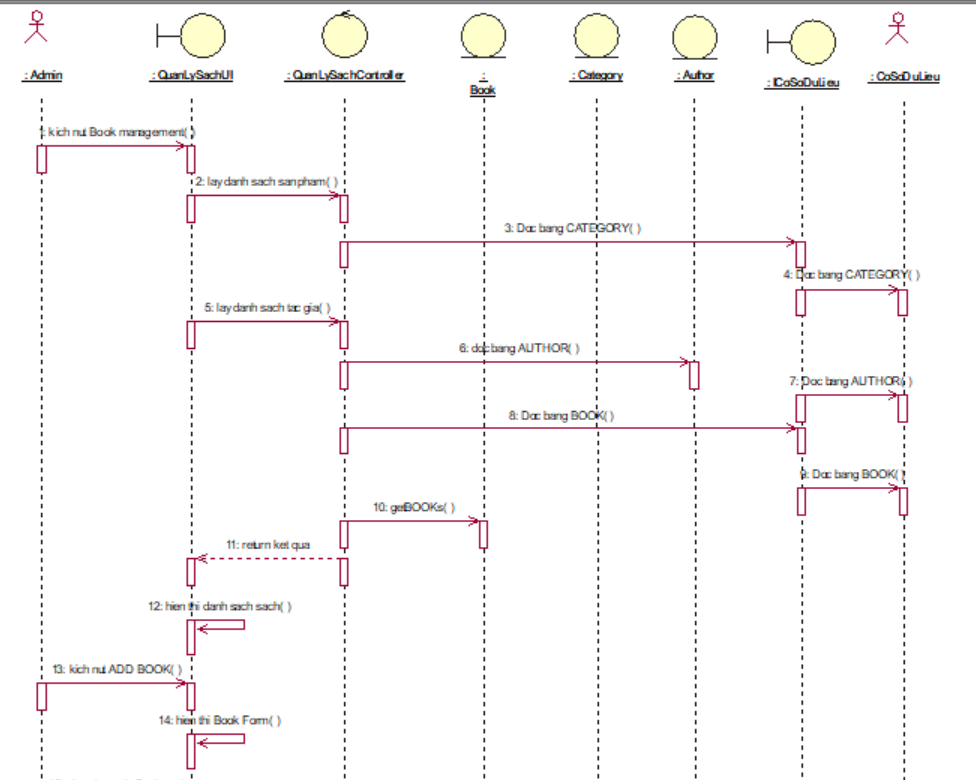 : Admin
: QuanLySachUI
: QuanLySachController
:
Book
: Category
: Author
: ICoSoDuLieu
: CoSoDuLieu
1: kich nut Book management( )
2: lay danh sach san pham( )
3: Doc bang CATEGORY( )
4: Doc bang CATEGORY( )
5: lay danh sach tac gia( )
6: doc bang AUTHOR( )
7: Doc bang AUTHOR( )
8: Doc bang BOOK( )
9: Doc bang BOOK( )
10: getBOOKs( )
11: return ket qua
12: hien thi danh sach sach( )
13: kich nut ADD BOOK( )
14: hien thi Book Form( )